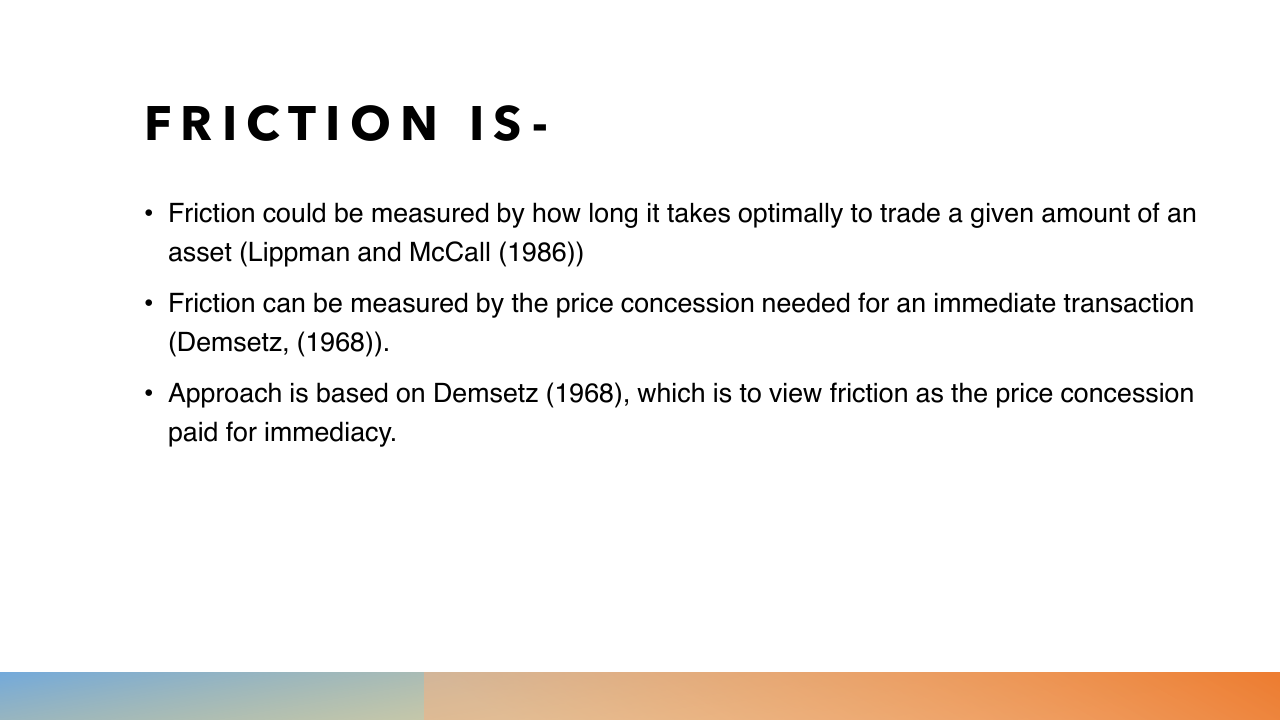 FRICTION IS-
• Friction could be measured by how long it takes optimally to trade a given amount of an
asset (Lippman and McCall (1986))
• Friction can be measured by the price concession needed for an immediate transaction
(Demsetz, (1968)).
• Approach is based on Demsetz (1968), which is to view friction as the price concession
paid for immediacy.